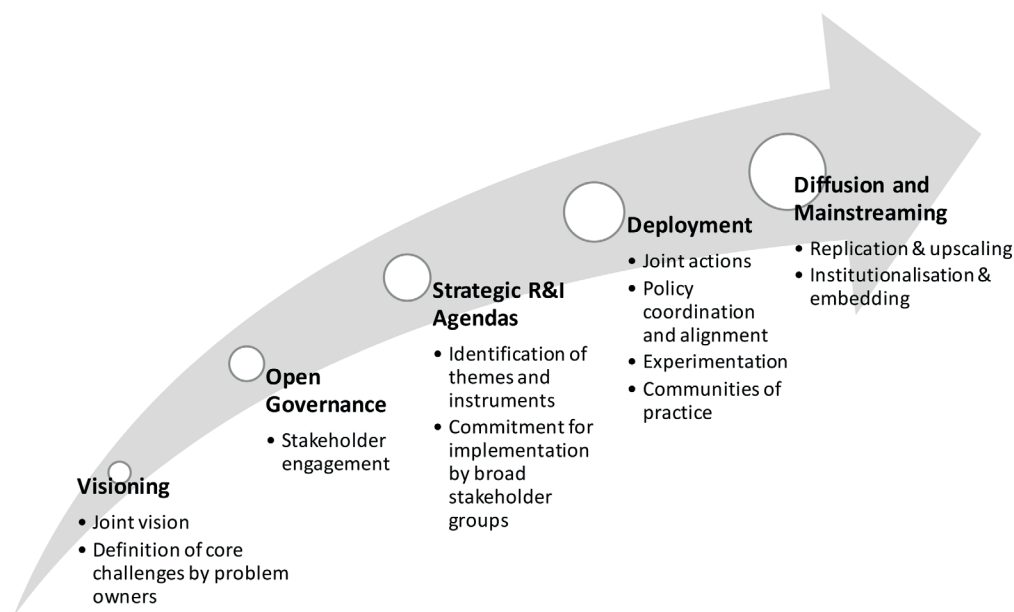 Visioning
• Joint vision
• Definition of core
challenges by problem
owners
Open
Governance
• Stakeholder
engagement
Strategic R&I
Agendas
• Identification of
themes and
instruments
• Commitment for
implementation
by broad
stakeholder
groups
Deployment
• Joint actions
• Policy
coordination
and alignment
• Experimentation
• Communities of
practice
Diffusion and
Mainstreaming
• Replication & upscaling
• Institutionalisation &
embedding